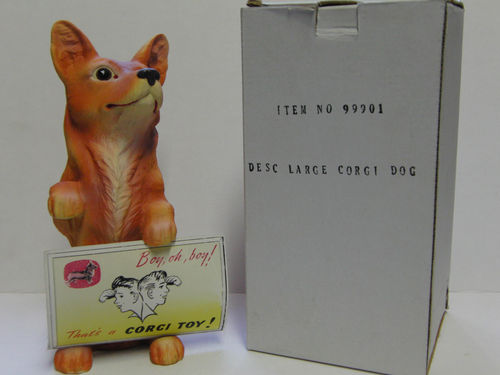 Boy, oh, boy!
That's a CORGI TOY!
ITEM NO 99901
DESC LARGE CORGI DOG